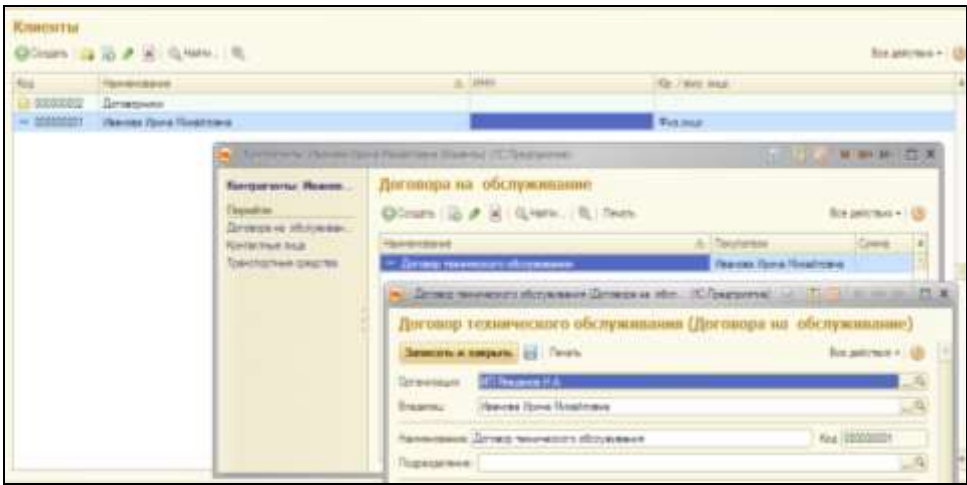 Клиенты
Создать Найти... Все действия
Код Наименование ИНН Юр. / физ. лицо
00000002 Договорники
00000001 Иванова Ирина Михайловна Физ.лицо
Контрагенты: Иванова Ирина Михайловна (Клиенты) (1С:Предприятие)
Контрагенты: Иванов...
Перейти
Договора на обслуживан...
Контактные лица
Транспортные средства
Договора на обслуживание
Создать Найти... Печать Все действия
Наименование Покупатель Сумма
Договор технического обслуживания Иванова Ирина Михайловна
Договор технического обслуживания (Договора на обсл... (1С:Предприятие)
Договор технического обслуживания (Договора на обслуживание)
Записать и закрыть Печать Все действия
Организация: ИП
Владелец: Иванова Ирина Михайловна
Наименование: Договор технического обслуживания Код: 00000001
Подразделение: